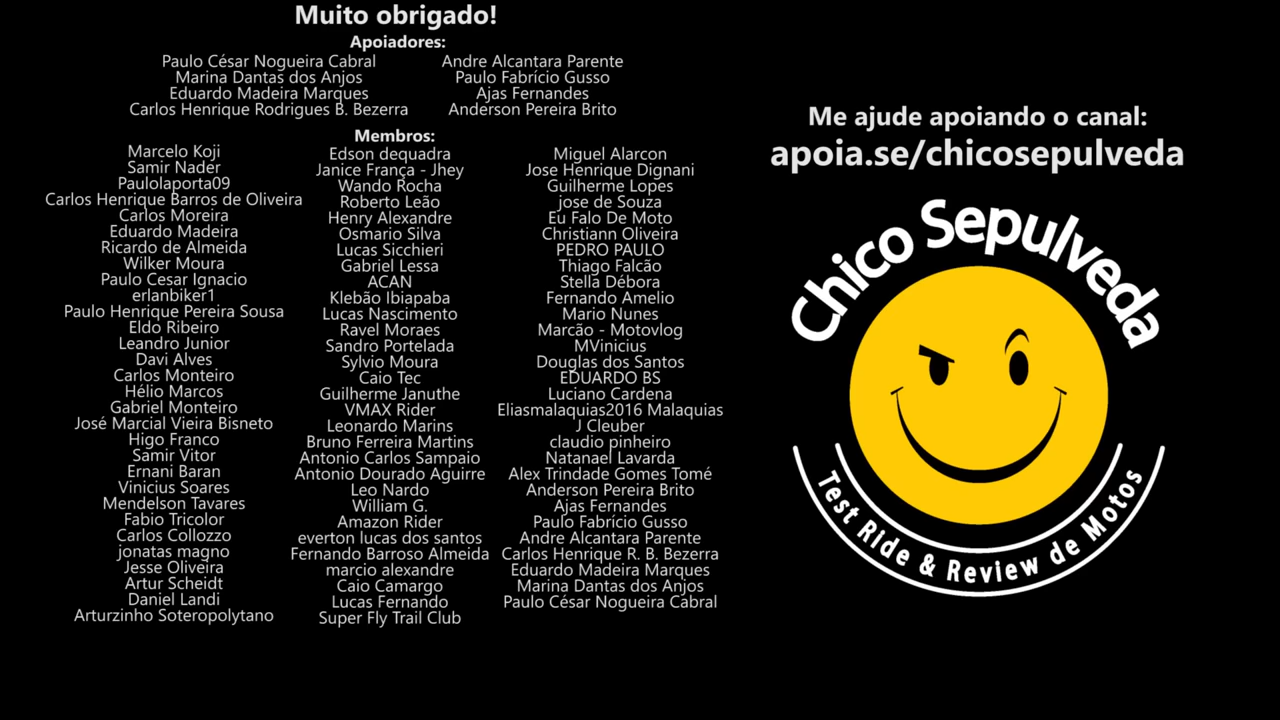 Muito obrigado!
Apoiadores:
Paulo César Nogueira Cabral
Marina Dantas dos Anjos
Eduardo Madeira Marques
Carlos Henrique Rodrigues B. Bezerra
Andre Alcantara Parente
Paulo Fabrício Gusso
Ajas Fernandes
Anderson Pereira Brito
Membros:
Marcelo Koji
Samir Nader
Paulolaporta09
Carlos Henrique Barros de Oliveira
Carlos Moreira
Eduardo Madeira
Ricardo de Almeida
Wilker Moura
Paulo Cesar Ignacio
erlanbiker1
Paulo Henrique Pereira Sousa
Eldo Ribeiro
Leandro Junior
Davi Alves
Carlos Monteiro
Hélio Marcos
Gabriel Monteiro
José Marcial Vieira Bisneto
Higo Franco
Samir Vitor
Ernani Baran
Vinicius Soares
Mendelson Tavares
Fabio Tricolor
Carlos Collozzo
jonatas magno
Jesse Oliveira
Artur Scheidt
Daniel Landi
Arturzinho Soteropolytano
Edson dequadra
Janice França - Jhey
Wando Rocha
Roberto Leão
Henry Alexandre
Osmario Silva
Lucas Sicchieri
Gabriel Lessa
ACAN
Klebão Ibiapaba
Lucas Nascimento
Ravel Moraes
Sandro Portelada
Sylvio Moura
Caio Tec
Guilherme Januthe
VMAX Rider
Leonardo Marins
Bruno Ferreira Martins
Antonio Carlos Sampaio
Antonio Dourado Aguirre
Leo Nardo
William G.
Amazon Rider
everton lucas dos santos
Fernando Barroso Almeida
marcio alexandre
Caio Camargo
Lucas Fernando
Super Fly Trail Club
Miguel Alarcon
Jose Henrique Dignani
Guilherme Lopes
jose de Souza
Eu Falo De Moto
Christiann Oliveira
PEDRO PAULO
Thiago Falcão
Stella Débora
Fernando Amelio
Mario Nunes
Marcão - Motovlog
MVinicius
Douglas dos Santos
EDUARDO BS
Luciano Cardena
Eliasmalaquias2016 Malaquias
J Cleuber
claudio pinheiro
Natanael Lavarda
Alex Trindade Gomes Tomé
Anderson Pereira Brito
Ajas Fernandes
Paulo Fabrício Gusso
Andre Alcantara Parente
Carlos Henrique R. B. Bezerra
Eduardo Madeira Marques
Marina Dantas dos Anjos
Paulo César Nogueira Cabral
Me ajude apoiando o canal:
apoia.se/chicosepulveda
Chico Sepulveda
Test Ride & Review de Motos